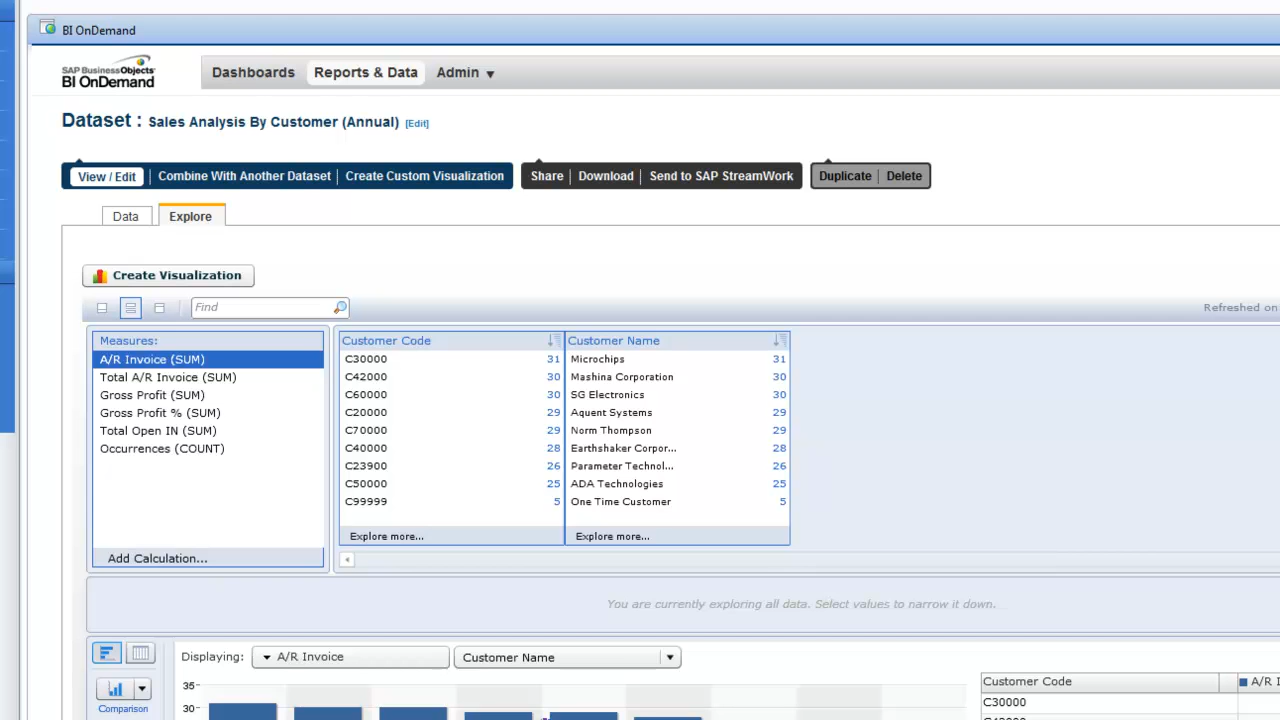 BI OnDemand
SAP BusinessObjects
BI OnDemand
Dashboards Reports & Data Admin ▼
Dataset : Sales Analysis By Customer (Annual) [Edit]
View / Edit Combine With Another Dataset Create Custom Visualization Share Download Send to SAP StreamWork Duplicate Delete
Data Explore
Create Visualization
Find Refreshed on
Measures: Customer Code Customer Name
A/R Invoice (SUM) C30000 31 Microchips 31
Total A/R Invoice (SUM) C42000 30 Mashina Corporation 30
Gross Profit (SUM) C60000 30 SG Electronics 30
Gross Profit % (SUM) C20000 29 Aquent Systems 29
Total Open IN (SUM) C70000 29 Norm Thompson 29
Occurrences (COUNT) C40000 28 Earthshaker Corpor... 28
C23900 26 Parameter Technol... 26
C50000 25 ADA Technologies 25
C99999 5 One Time Customer 5
Explore more... Explore more...
Add Calculation...
You are currently exploring all data. Select values to narrow it down.
Displaying: A/R Invoice Customer Name
35 Customer Code A/R I
Comparison 30 C30000